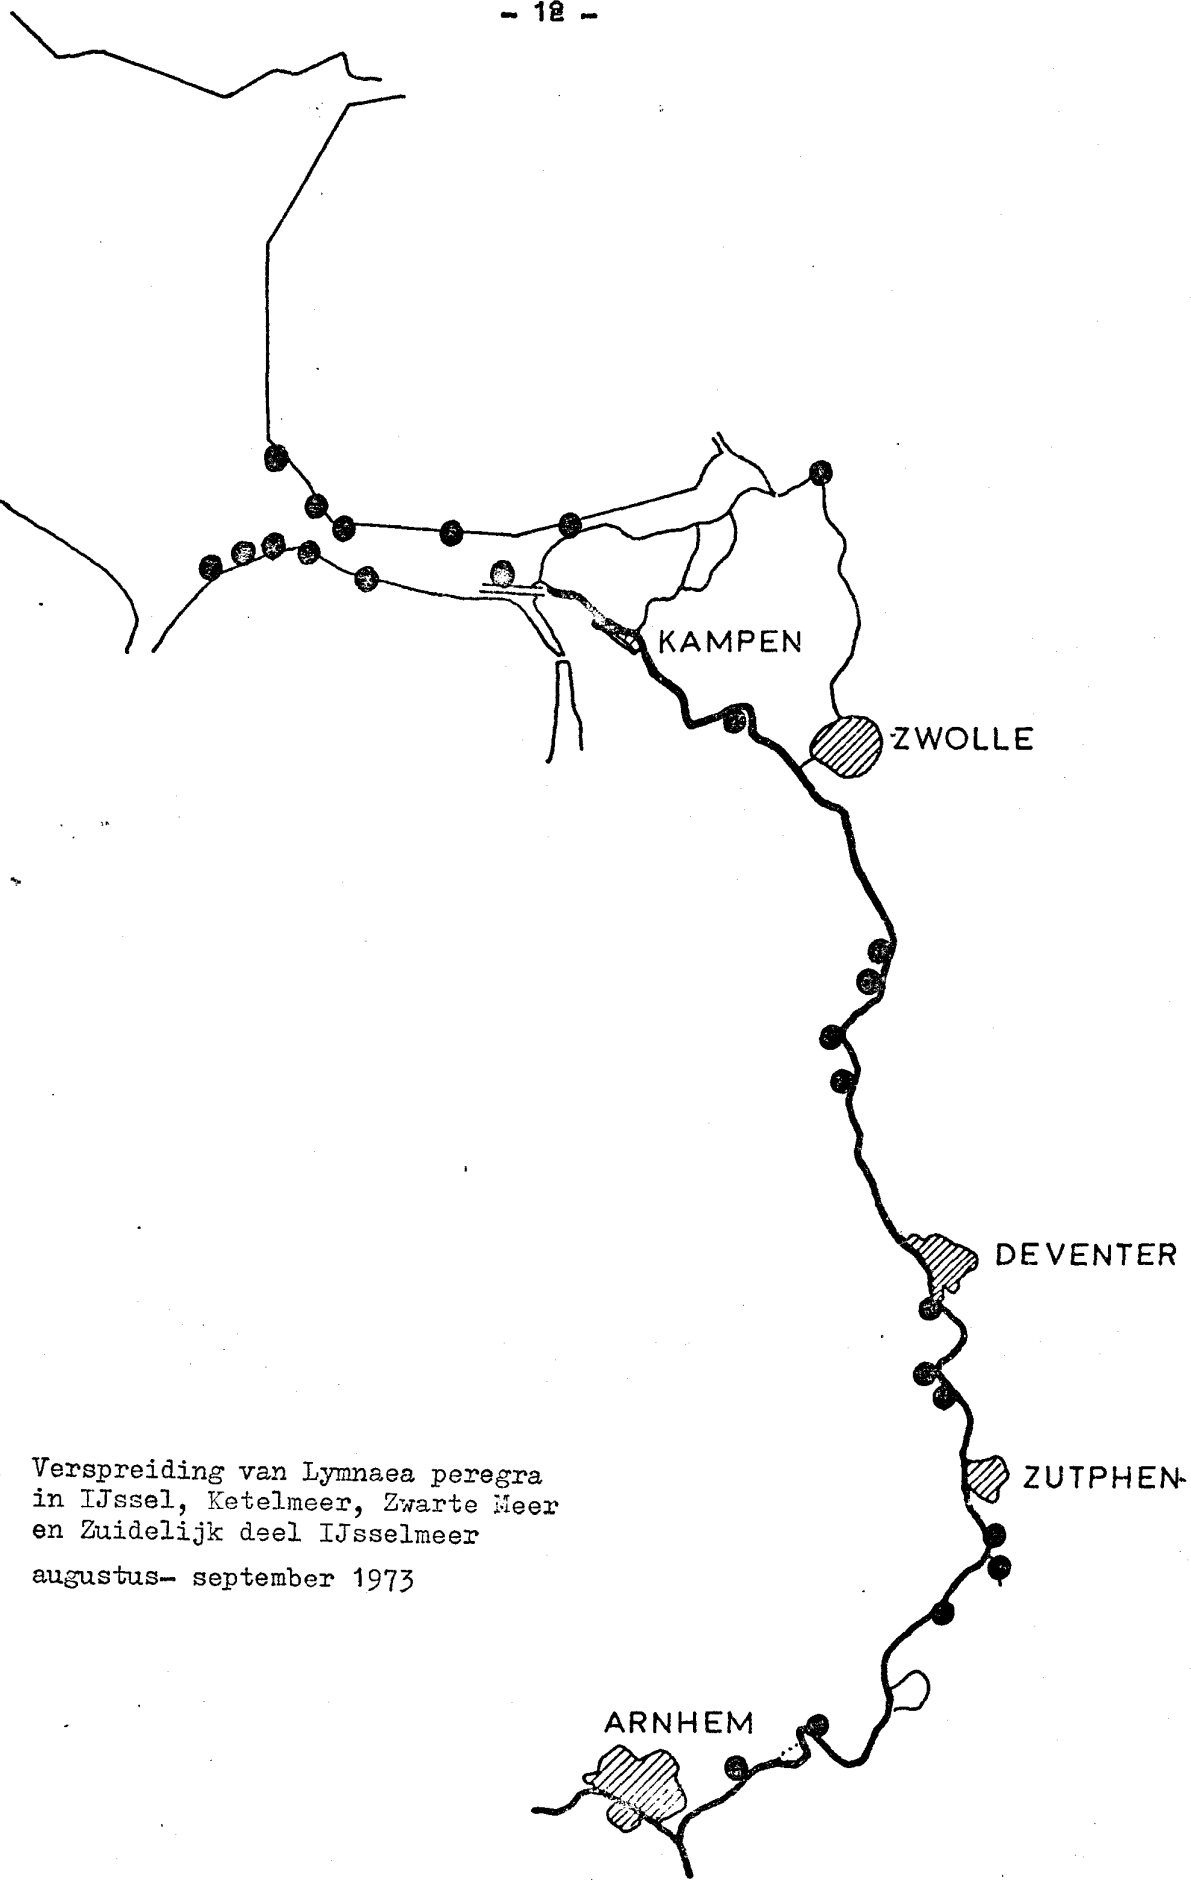 - 18 -
KAMPEN
ZWOLLE
DEVENTER
ZUTPHEN
Verspreiding van Lymnaea peregra
in IJssel, Ketelmeer, Zwarte Meer
en Zuidelijk deel IJsselmeer
augustus- september 1973
ARNHEM